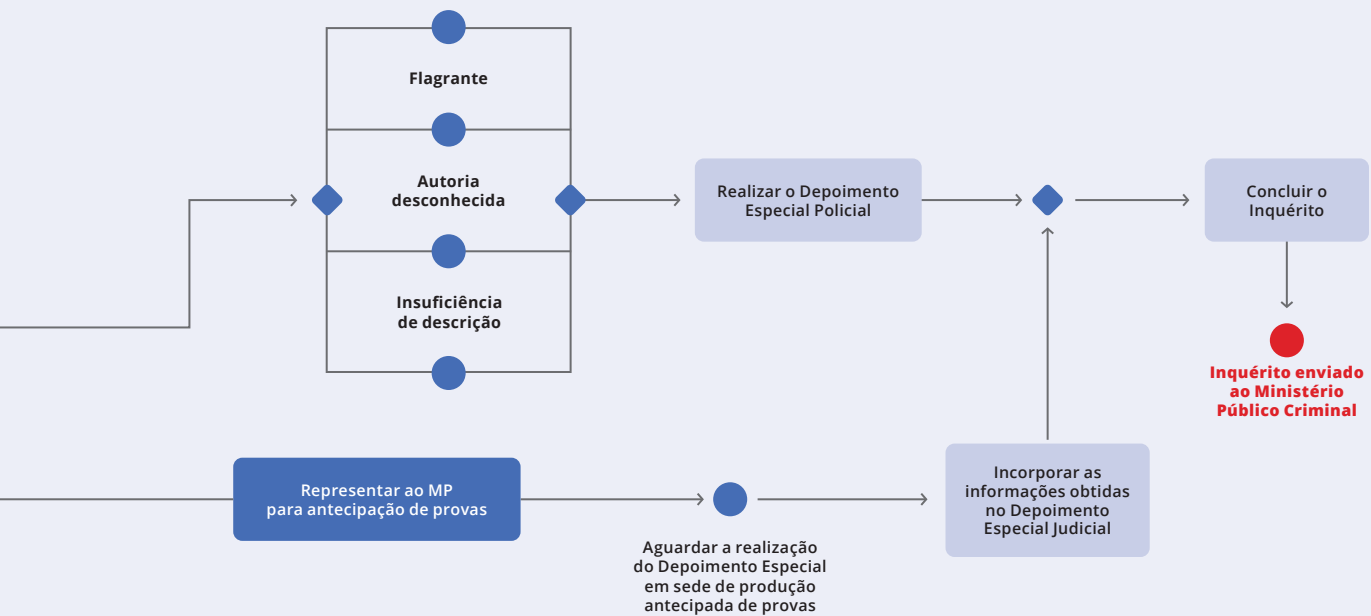 Flagrante
Autoria
desconhecida
Insuficiência
de descrição
Realizar o Depoimento
Especial Policial
Concluir o
Inquérito
Inquérito enviado
ao Ministério
Público Criminal
Representar ao MP
para antecipação de provas
Aguardar a realização
do Depoimento Especial
em sede de produção
antecipada de provas
Incorporar as
informações obtidas
no Depoimento
Especial Judicial